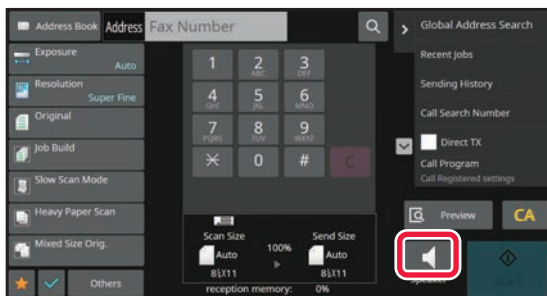 Address Book
Address
Fax Number
Exposure
Auto
Resolution
Super Fine
Original
Job Build
Slow Scan Mode
Heavy Paper Scan
Mixed Size Orig.
Others
1
2
ABC
3
DEF
4
GHI
5
JKL
6
MNO
7
PQRS
8
TUV
9
WXYZ
0
#
C
Scan Size
Auto
8½X11
100%
Send Size
Auto
8½X11
reception memory: 0%
Global Address Search
Recent Jobs
Sending History
Call Search Number
Direct TX
Call Program
Call Registered settings
Preview
CA
Speaker
Start